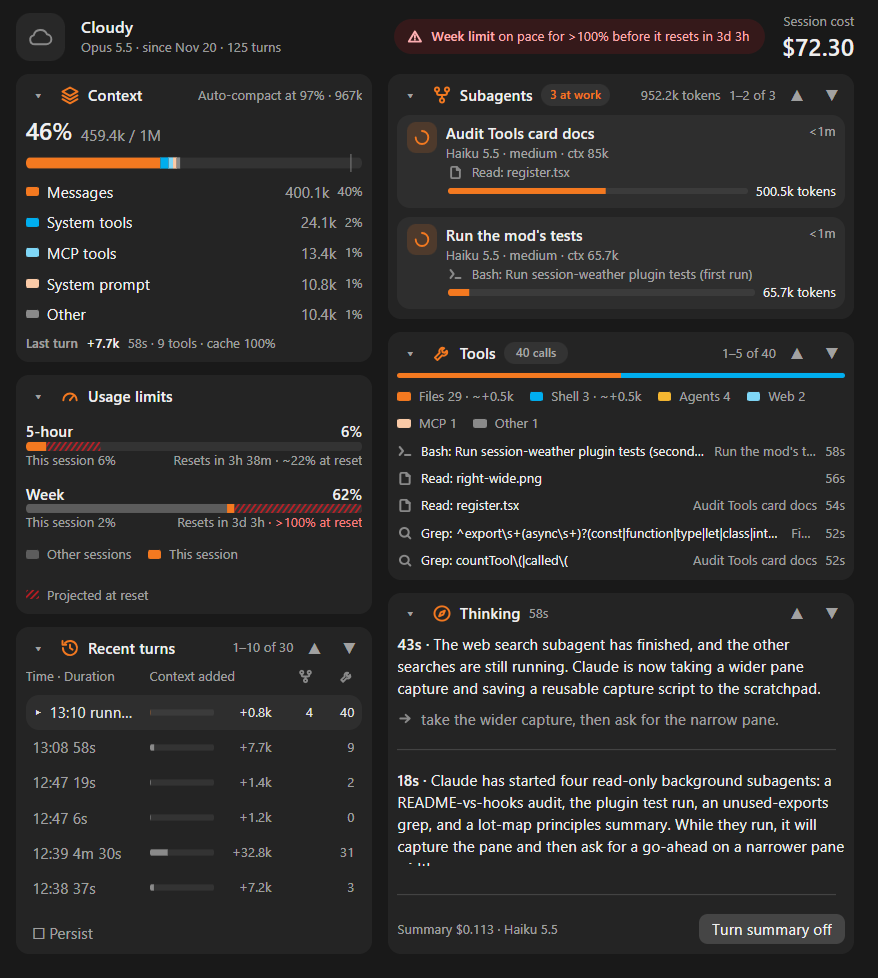 Cloudy
Opus 5.5 · since Nov 20 · 125 turns
Week limit on pace for >100% before it resets in 3d 3h
Session cost
$72.30
Context
Auto-compact at 97% · 967k
46% 459.4k / 1M
Messages 400.1k 40%
System tools 24.1k 2%
MCP tools 13.4k 1%
System prompt 10.8k 1%
Other 10.4k 1%
Last turn +7.7k 58s · 9 tools · cache 100%
Usage limits
5-hour 6%
This session 6% Resets in 3h 38m · ~22% at reset
Week 62%
This session 2% Resets in 3d 3h · >100% at reset
Other sessions This session
Projected at reset
Recent turns 1–10 of 30
Time · Duration Context added
13:10 runn... +0.8k 4 40
13:08 58s +7.7k 9
12:47 19s +1.4k 2
12:47 6s +1.2k 0
12:39 4m 30s +32.8k 31
12:38 37s +7.2k 3
Persist
Subagents 3 at work 952.2k tokens 1–2 of 3
Audit Tools card docs <1m
Haiku 5.5 · medium · ctx 85k
Read: register.tsx
500.5k tokens
Run the mod's tests <1m
Haiku 5.5 · medium · ctx 65.7k
Bash: Run session-weather plugin tests (first run)
65.7k tokens
Tools 40 calls 1–5 of 40
Files 29 · ~+0.5k Shell 3 · ~+0.5k Agents 4 Web 2
MCP 1 Other 1
Bash: Run session-weather plugin tests (second... Run the mod's t... 58s
Read: right-wide.png 56s
Read: register.tsx Audit Tools card docs 54s
Grep: ^export\s+(async\s+)?(const|function|type|let|class|int... Fi... 52s
Grep: countTool\(|called\( Audit Tools card docs 52s
Thinking 58s
43s · The web search subagent has finished, and the other
searches are still running. Claude is now taking a wider pane
capture and saving a reusable capture script to the scratchpad.
→ take the wider capture, then ask for the narrow pane.
18s · Claude has started four read-only background subagents: a
README-vs-hooks audit, the plugin test run, an unused-exports
grep, and a lot-map principles summary. While they run, it will
capture the pane and then ask for a go-ahead on a narrower pane
Summary $0.113 · Haiku 5.5
Turn summary off